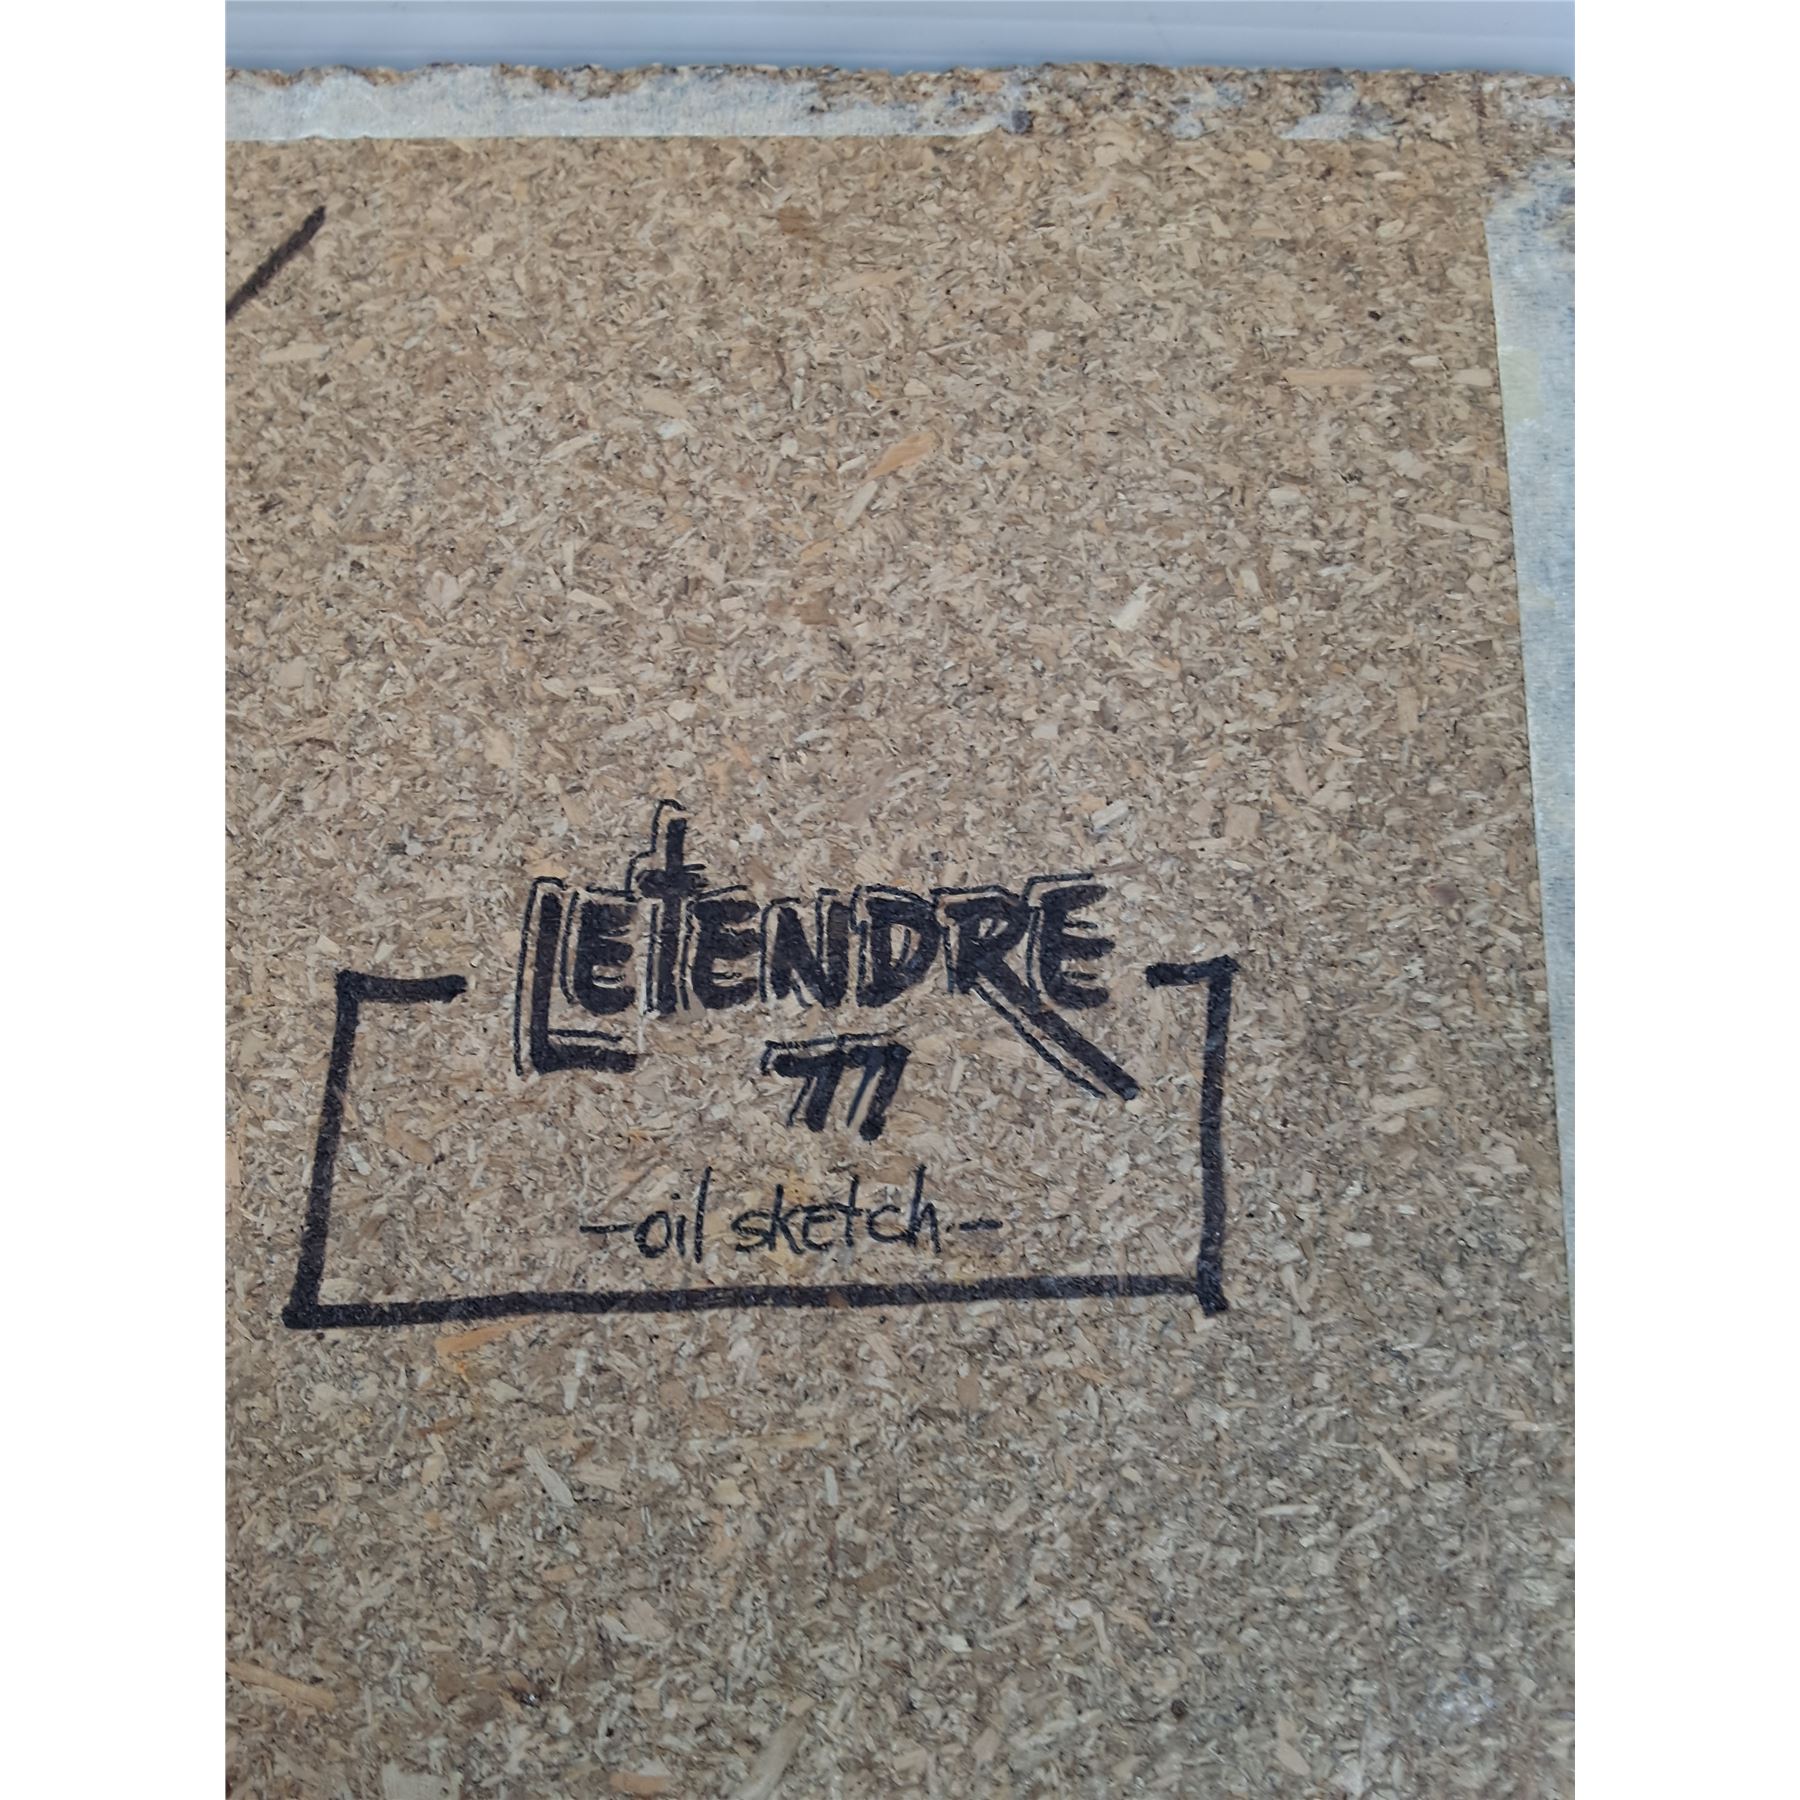 LETENDRE
77
-oil sketch.-